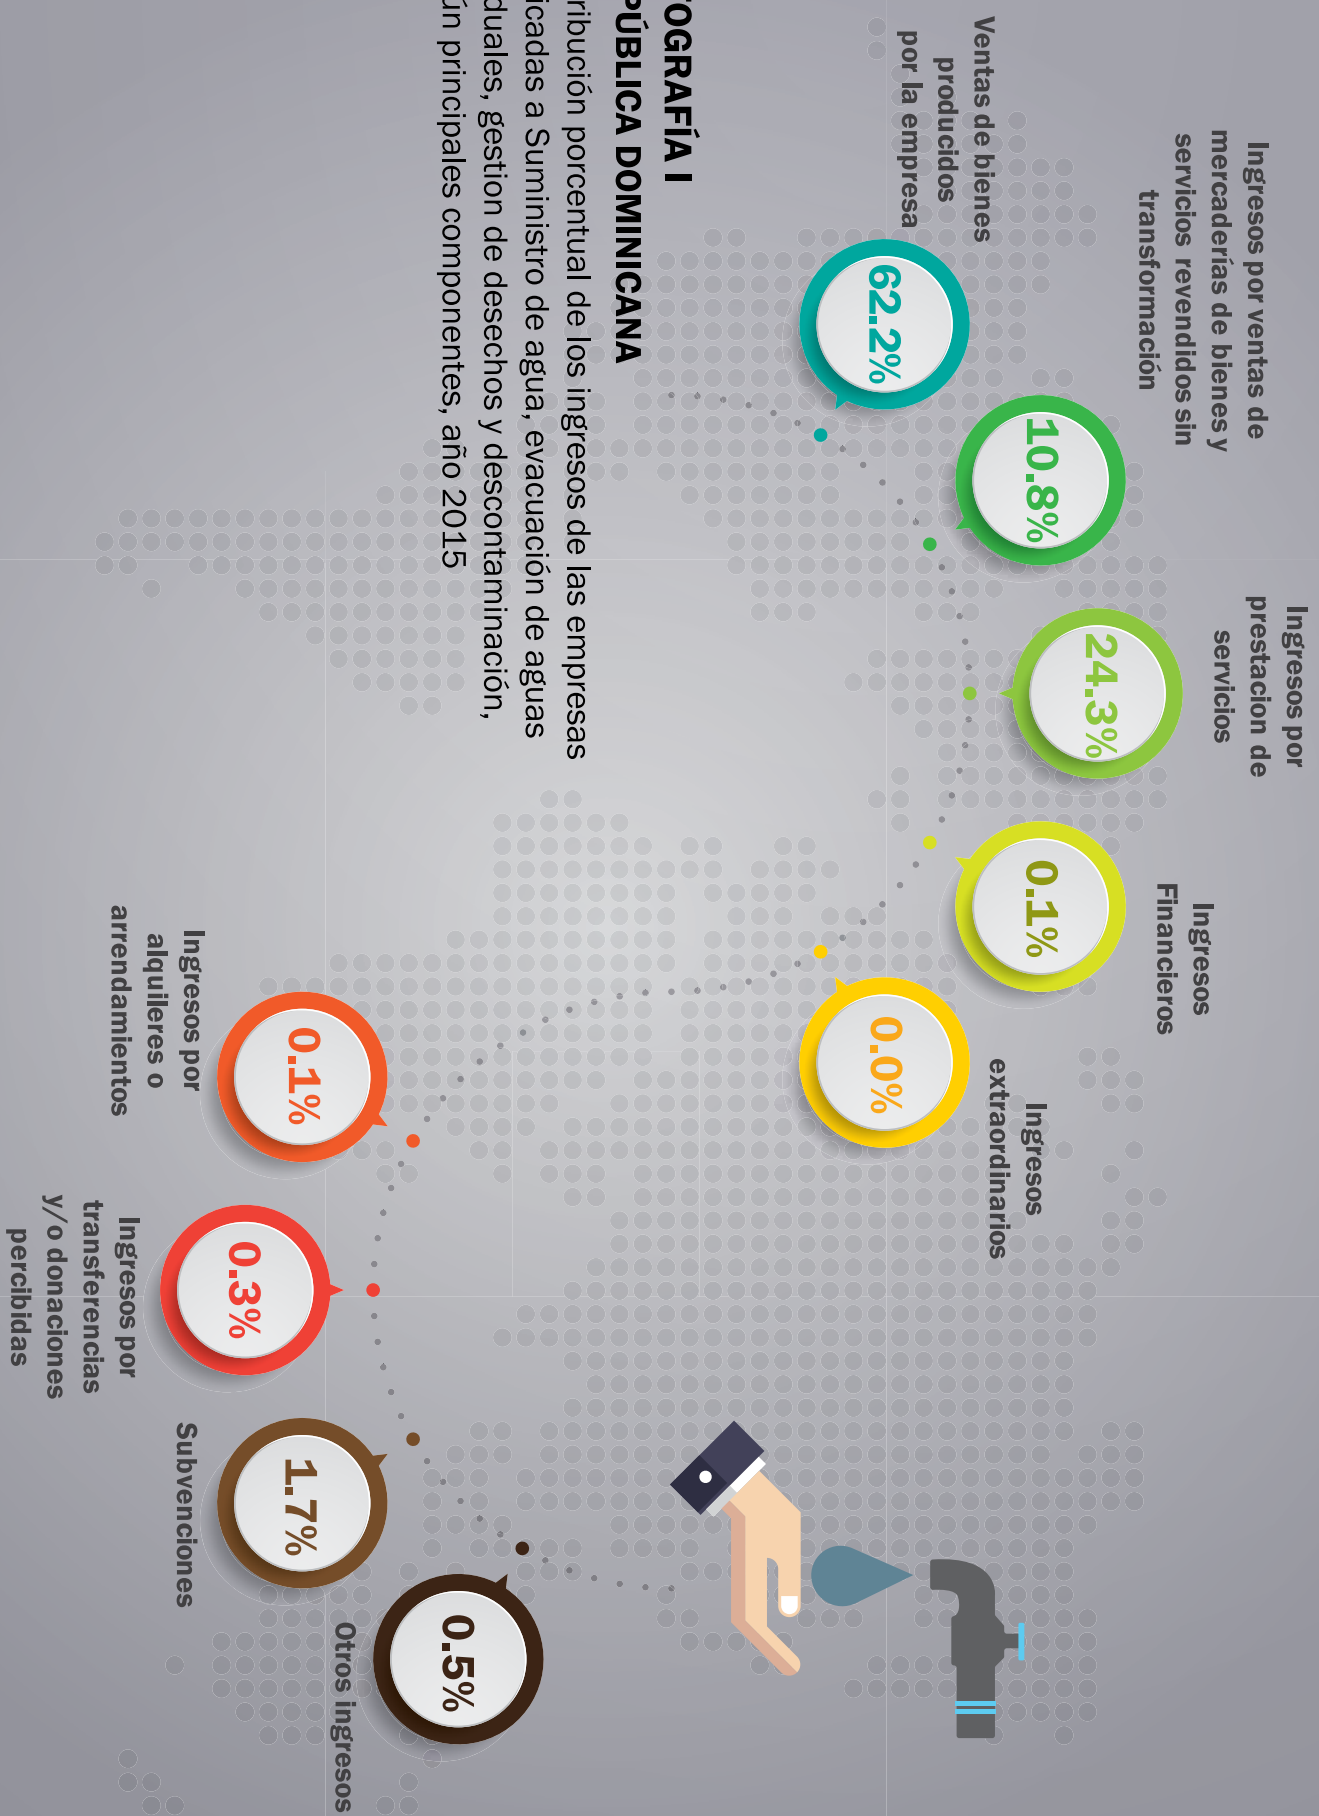 TOGRAFÍA I
PÚBLICA DOMINICANA
ribución porcentual de los ingresos de las empresas
icadas a Suministro de agua, evacuación de aguas
duales, gestion de desechos y descontaminación,
ún principales componentes, año 2015
Ventas de bienes
producidos
por la empresa
62.2%
Ingresos por ventas de
mercaderías de bienes y
servicios revendidos sin
transformación
10.8%
Ingresos por
prestacion de
servicios
24.3%
Ingresos
Financieros
0.1%
Ingresos
extraordinarios
0.0%
Ingresos por
alquileres o
arrendamientos
0.1%
Ingresos por
transferencias
y/o donaciones
percibidas
0.3%
Subvenciones
1.7%
Otros ingresos
0.5%